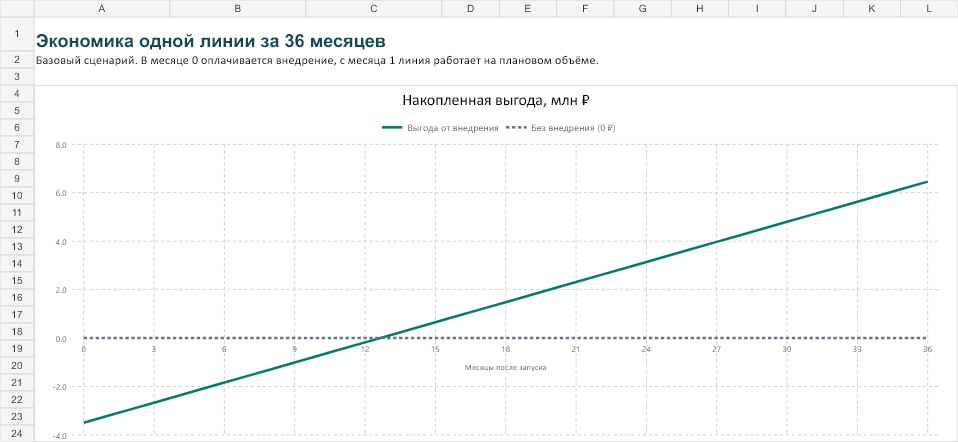 A B C D E F G H I J K L
1 Экономика одной линии за 36 месяцев
2 Базовый сценарий. В месяце 0 оплачивается внедрение, с месяца 1 линия работает на плановом объёме.
3
4 Накопленная выгода, млн ₽
5
6 Выгода от внедрения Без внедрения (0 ₽)
7 8.0
8
9
10 6.0
11
12
13 4.0
14
15
16 2.0
17
18 0.0
19 0 3 6 9 12 15 18 21 24 27 30 33 36
20 Месяцы после запуска
21 -2.0
22
23
24 -4.0